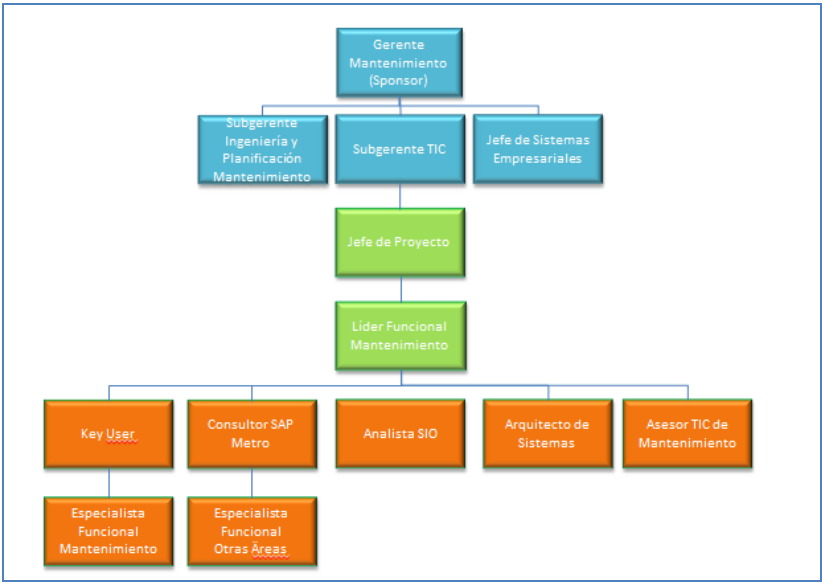 Gerente
Mantenimiento
(Sponsor)
Subgerente
Ingeniería y
Planificación
Mantenimiento
Subgerente TIC
Jefe de Sistemas
Empresariales
Jefe de Proyecto
Líder Funcional
Mantenimiento
Key User
Consultor SAP
Metro
Analista SIO
Arquitecto de
Sistemas
Asesor TIC de
Mantenimiento
Especialista
Funcional
Mantenimiento
Especialista
Funcional
Otras Äreas